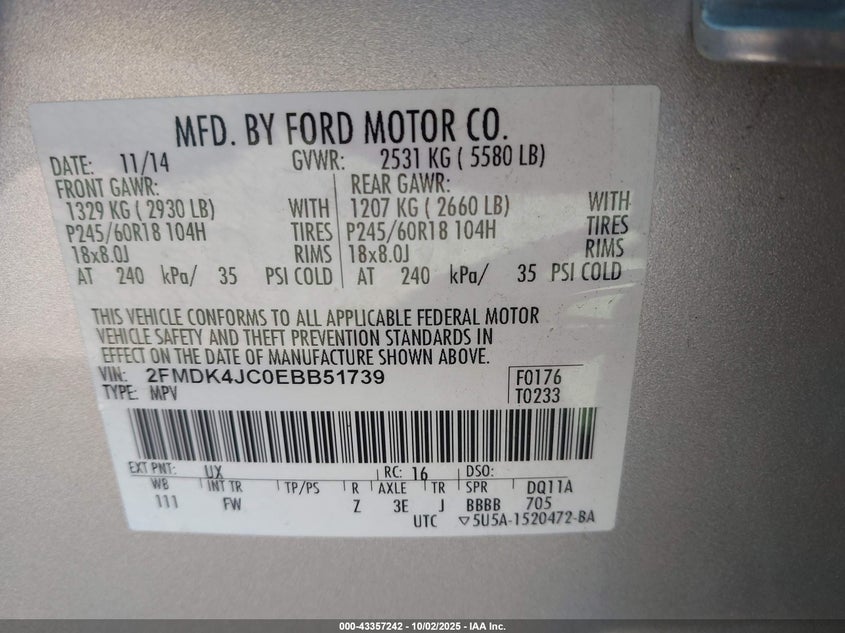 MFD. BY FORD MOTOR CO.
DATE: 11/14 GVWR: 2531 KG ( 5580 LB)
FRONT GAWR: REAR GAWR:
1329 KG ( 2930 LB) WITH 1207 KG ( 2660 LB) WITH
P245/60R18 104H TIRES P245/60R18 104H TIRES
18x8.0J RIMS 18x8.0J RIMS
AT 240 kPa/ 35 PSI COLD AT 240 kPa/ 35 PSI COLD
THIS VEHICLE CONFORMS TO ALL APPLICABLE FEDERAL MOTOR
VEHICLE SAFETY AND THEFT PREVENTION STANDARDS IN
EFFECT ON THE DATE OF MANUFACTURE SHOWN ABOVE.
VIN: 2FMDK4JC0EBB51739 F0176
TYPE: MPV T0233
EXT PNT: UX RC: 16 DSO:
WB INT TR TP/PS R AXLE TR SPR DQ11A
111 FW Z 3E J BBBB 705
UTC ▽5U5A-1520472-BA
000-43357242 - 10/02/2025 - IAA Inc.